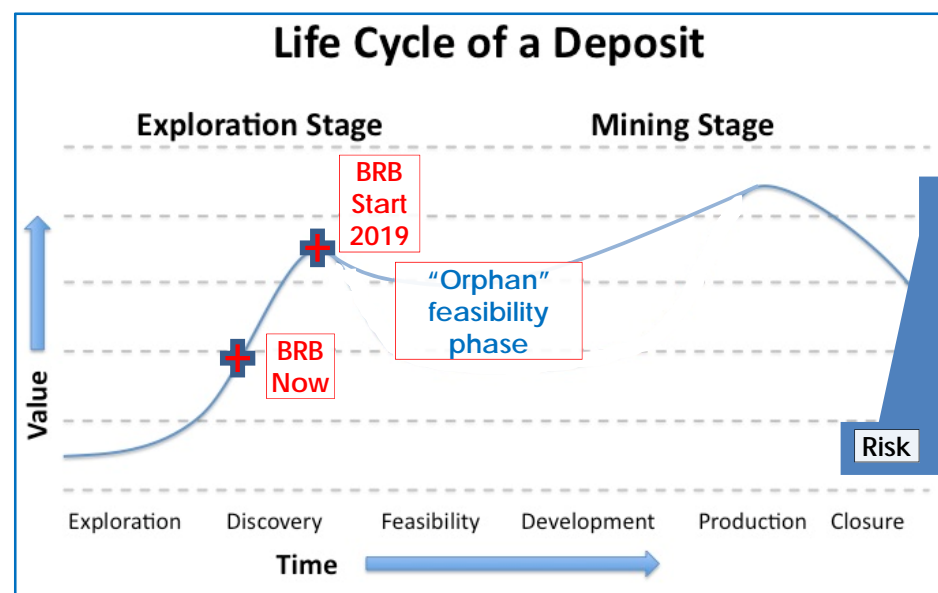 Life Cycle of a Deposit
Exploration Stage
Mining Stage
BRB
Start
2019
“Orphan”
feasibility
phase
BRB
Now
Value
Risk
Exploration
Discovery
Feasibility
Development
Production
Closure
Time